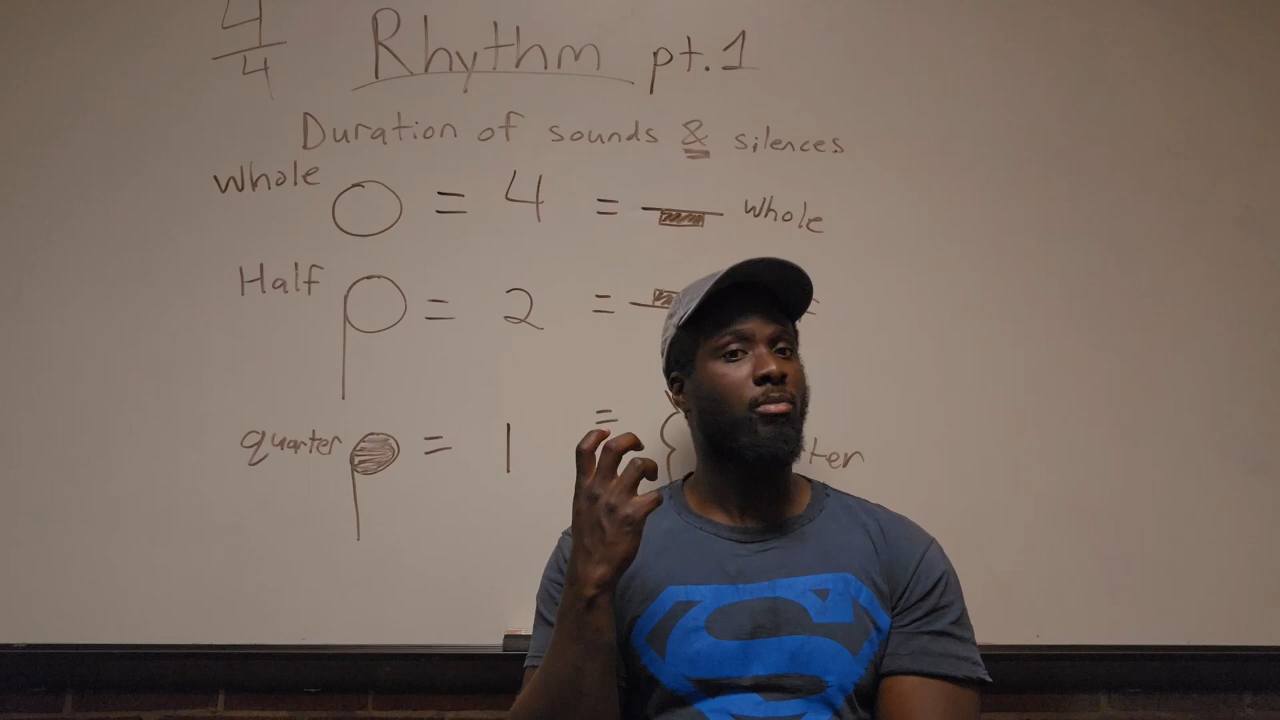 4/4 Rhythm pt.1
Duration of sounds & silences
Whole = 4 = Whole
Half = 2 =
quarter = 1 =